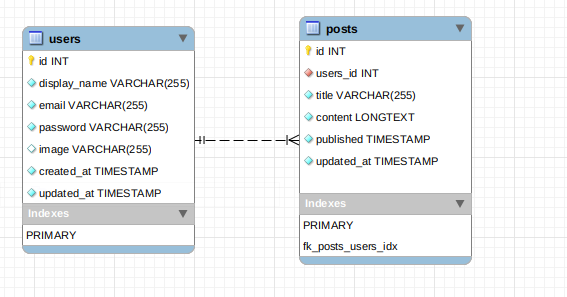 users
id INT
display_name VARCHAR(255)
email VARCHAR(255)
password VARCHAR(255)
image VARCHAR(255)
created_at TIMESTAMP
updated_at TIMESTAMP
Indexes
PRIMARY
posts
id INT
users_id INT
title VARCHAR(255)
content LONGTEXT
published TIMESTAMP
updated_at TIMESTAMP
Indexes
PRIMARY
fk_posts_users_idx